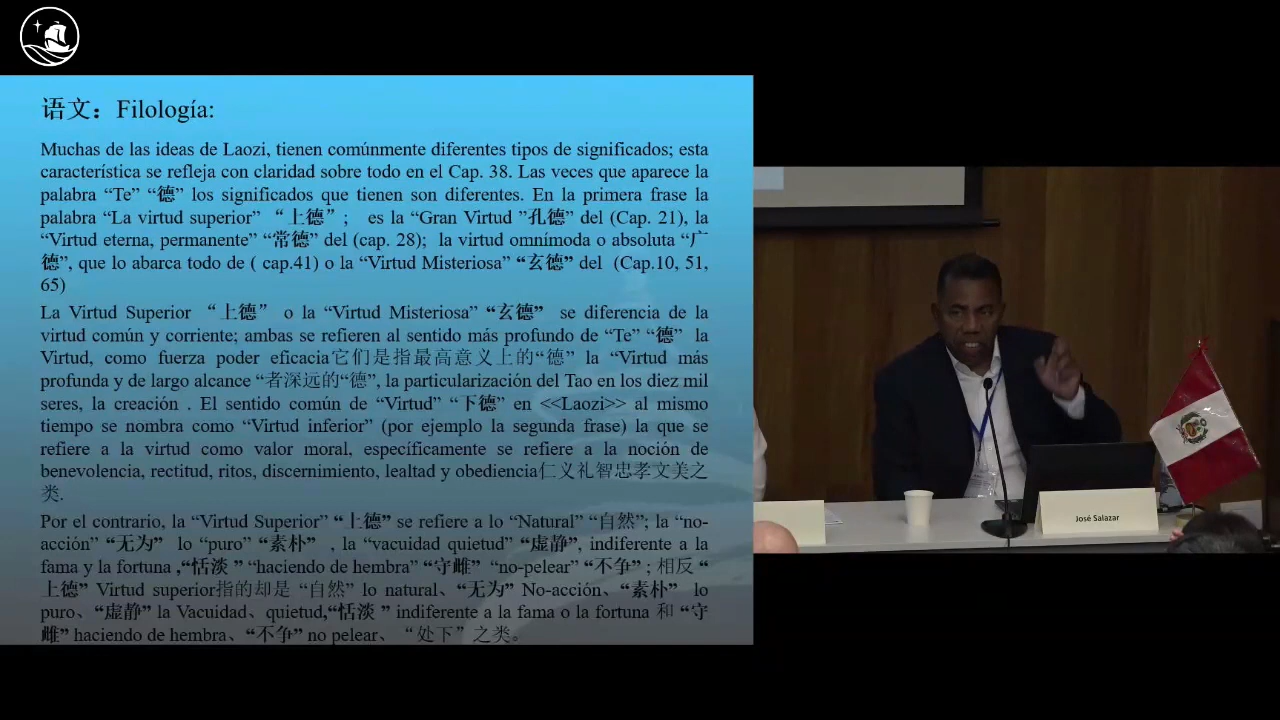 语文：Filología:
Muchas de las ideas de Laozi, tienen comúnmente diferentes tipos de significados; esta
característica se refleja con claridad sobre todo en el Cap. 38. Las veces que aparece la
palabra “Te” “德” los significados que tienen son diferentes. En la primera frase la
palabra “La virtud superior” “上德”; es la “Gran Virtud ”孔德” del (Cap. 21), la
“Virtud eterna, permanente” “常德” del (cap. 28); la virtud omnímoda o absoluta “广
德”, que lo abarca todo de ( cap.41) o la “Virtud Misteriosa” “玄德” del (Cap.10, 51,
65)
La Virtud Superior “上德” o la “Virtud Misteriosa” “玄德” se diferencia de la
virtud común y corriente; ambas se refieren al sentido más profundo de “Te” “德” la
Virtud, como fuerza poder eficacia它们是指最高意义上的“德” la “Virtud más
profunda y de largo alcance “者深远的“德”, la particularización del Tao en los diez mil
seres, la creación . El sentido común de “Virtud” “下德” en <<Laozi>> al mismo
tiempo se nombra como “Virtud inferior” (por ejemplo la segunda frase) la que se
refiere a la virtud como valor moral, específicamente se refiere a la noción de
benevolencia, rectitud, ritos, discernimiento, lealtad y obediencia仁义礼智忠孝文美之
类.
Por el contrario, la “Virtud Superior” “上德” se refiere a lo “Natural” “自然”; la “no-
acción” “无为” lo “puro” “素朴” , la “vacuidad quietud” “虚静”, indiferente a la
fama y la fortuna ,“恬淡 ” “haciendo de hembra” “守雌” “no-pelear” “不争” ; 相反 “
上德” Virtud superior指的却是 “自然” lo natural、“无为” No-acción、“素朴” lo
puro、“虚静” la Vacuidad、quietud,“恬淡 ” indiferente a la fama o la fortuna 和 “守
雌” haciendo de hembra、“不争” no pelear、 “处下” 之类。
José Salazar